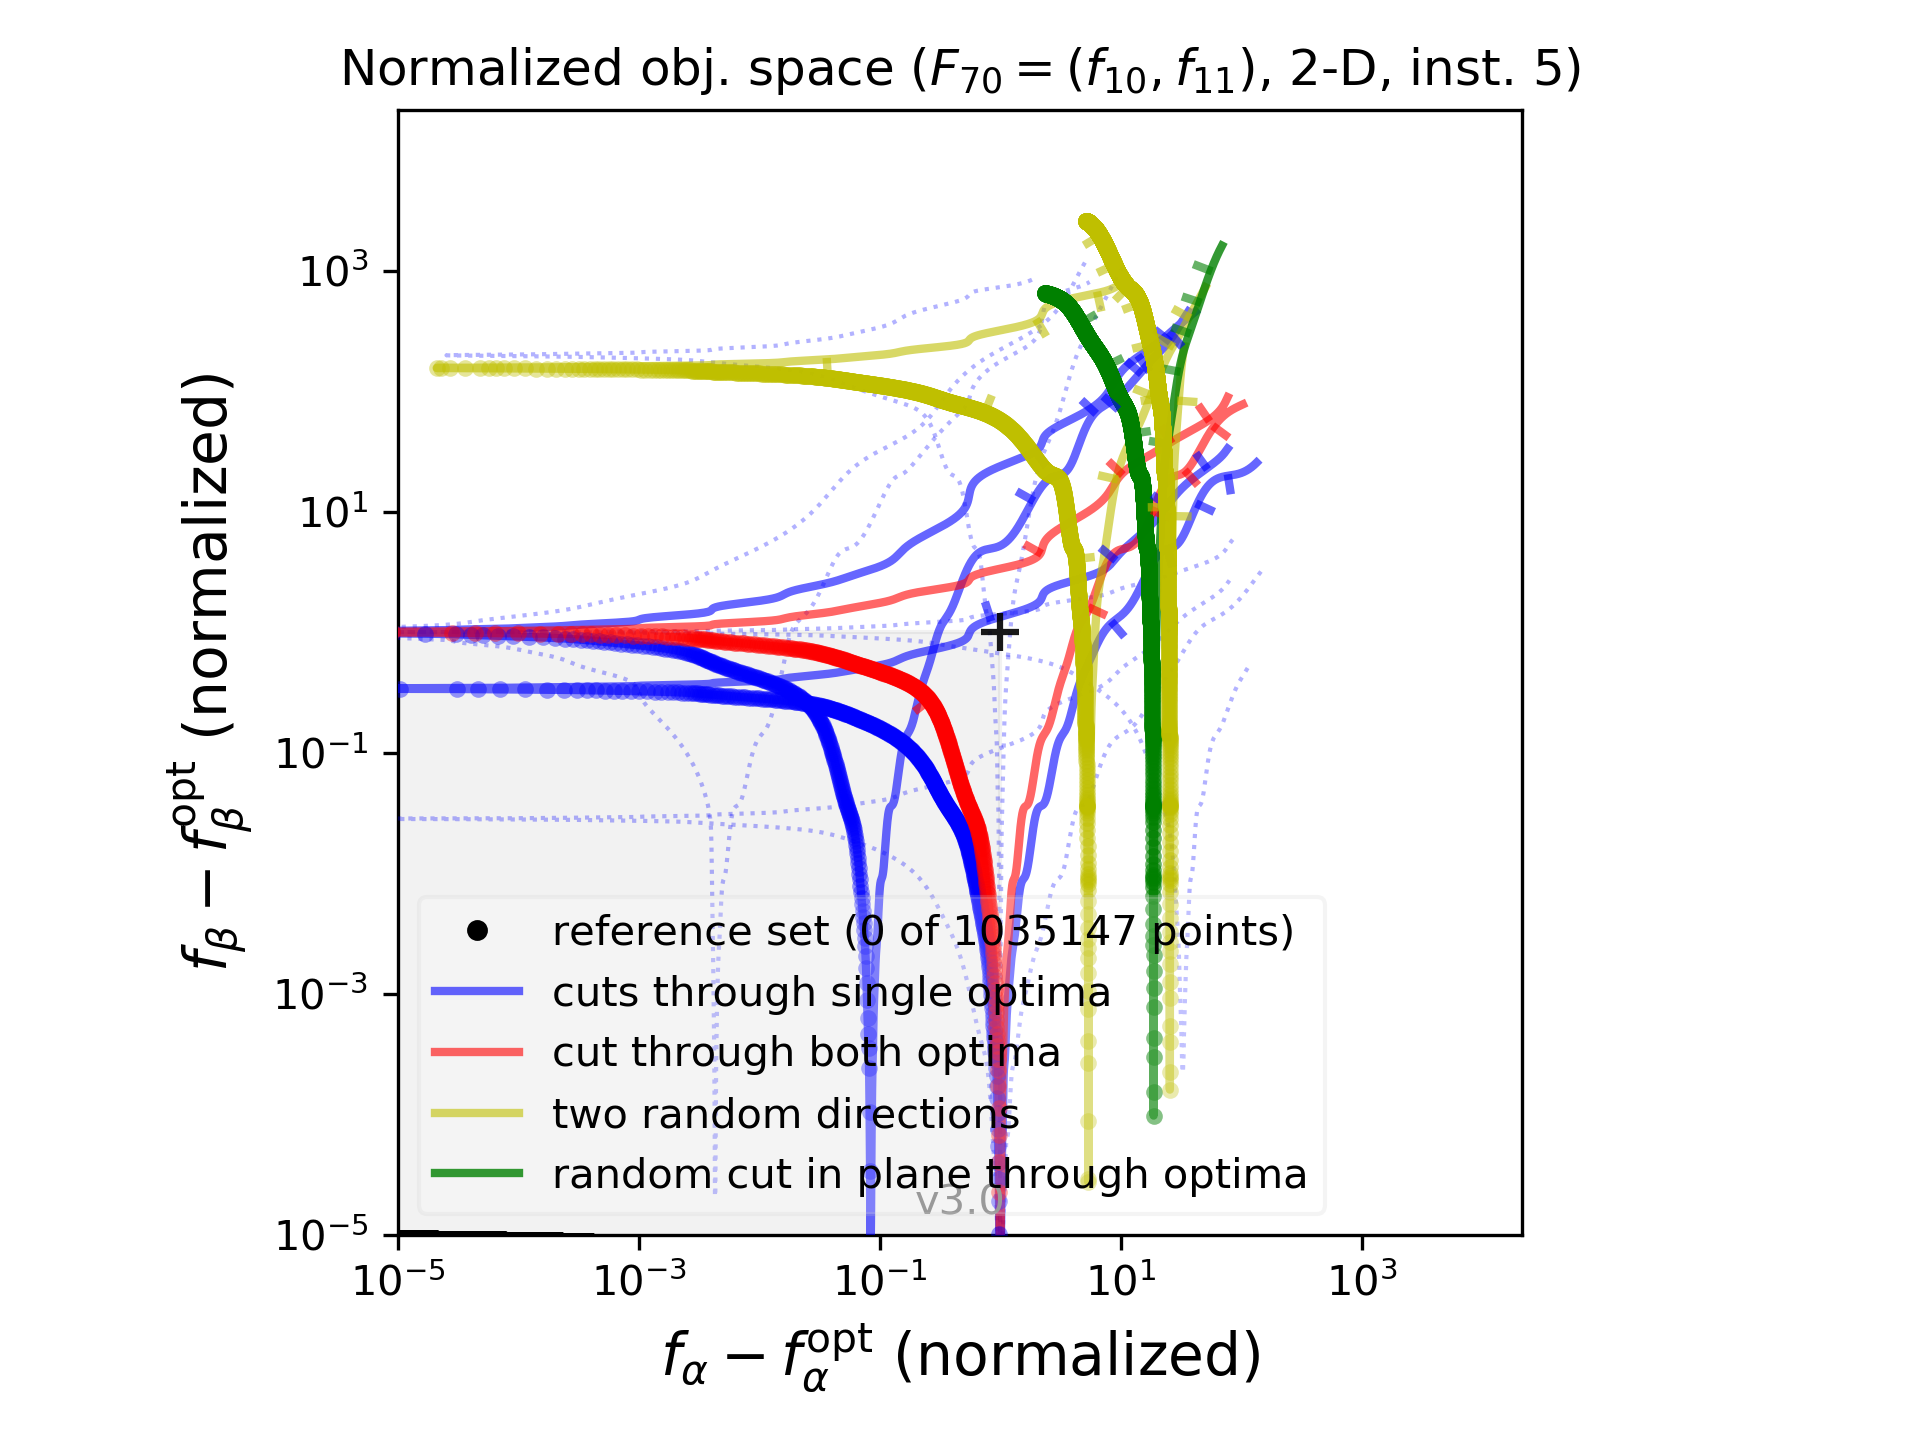 Normalized obj. space (F₇₀ = (f₁₀, f₁₁), 2-D, inst. 5)
f_β − f_β^opt (normalized)
10³
10¹
10⁻¹
10⁻³
10⁻⁵
reference set (0 of 1035147 points)
cuts through single optima
cut through both optima
two random directions
random cut in plane through optima
v3.0
10⁻⁵ 10⁻³ 10⁻¹ 10¹ 10³
f_α − f_α^opt (normalized)